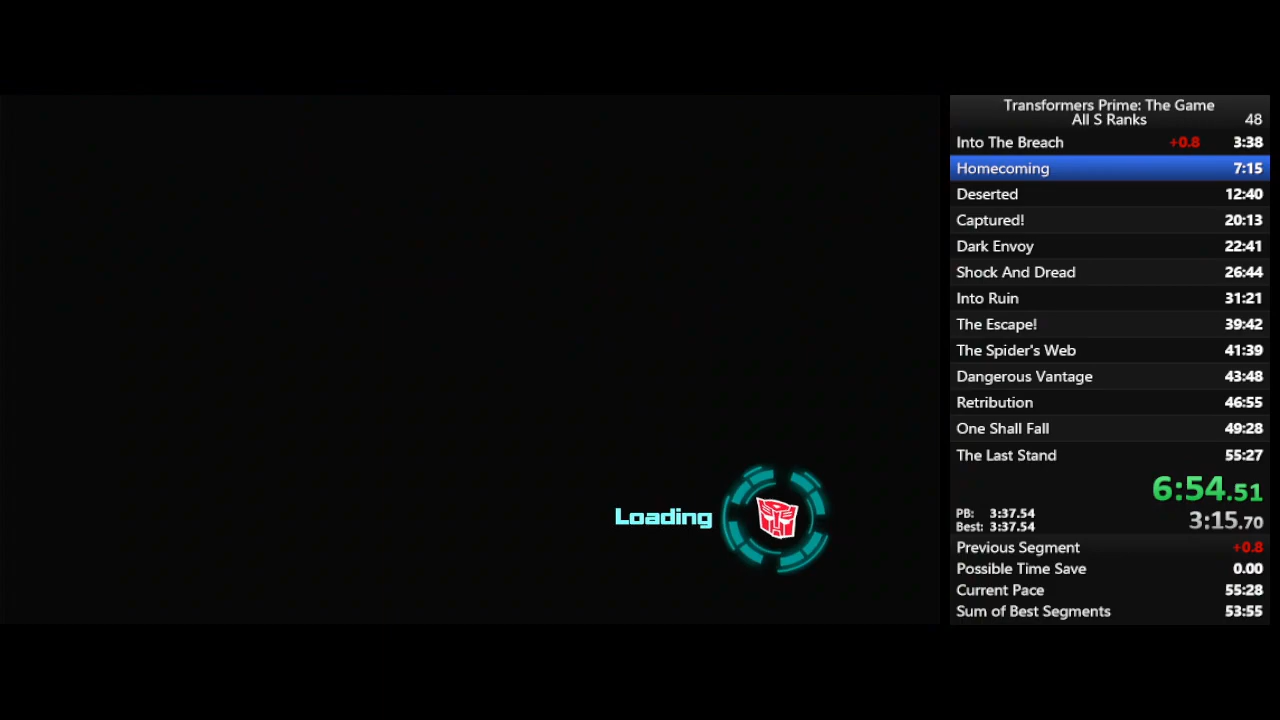 Loading
Transformers Prime: The Game
All S Ranks 48
Into The Breach +0.8 3:38
Homecoming 7:15
Deserted 12:40
Captured! 20:13
Dark Envoy 22:41
Shock And Dread 26:44
Into Ruin 31:21
The Escape! 39:42
The Spider's Web 41:39
Dangerous Vantage 43:48
Retribution 46:55
One Shall Fall 49:28
The Last Stand 55:27
6:54.51
PB: 3:37.54
Best: 3:37.54
3:15.70
Previous Segment +0.8
Possible Time Save 0.00
Current Pace 55:28
Sum of Best Segments 53:55